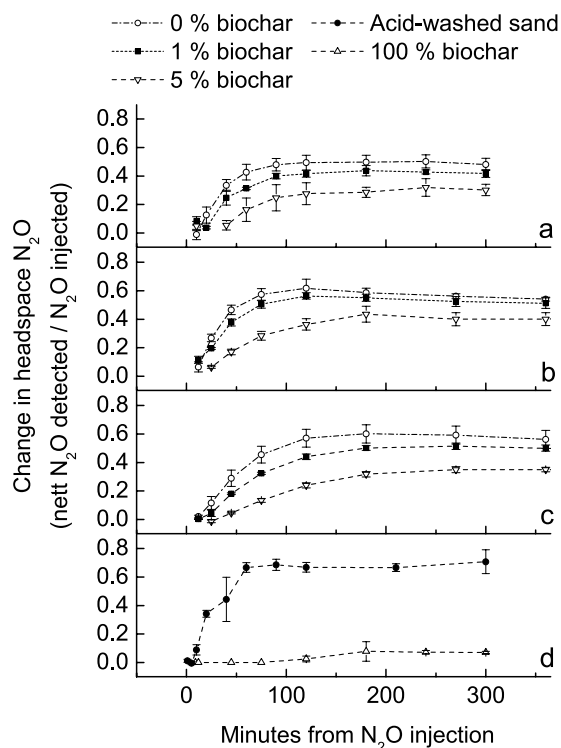 0 % biochar
1 % biochar
5 % biochar
Acid-washed sand
100 % biochar
Change in headspace N₂O
(nett N₂O detected / N₂O injected)
0.8
0.6
0.4
0.2
0.0
a
0.8
0.6
0.4
0.2
0.0
b
0.8
0.6
0.4
0.2
0.0
c
0.8
0.6
0.4
0.2
0.0
d
0 100 200 300
Minutes from N₂O injection